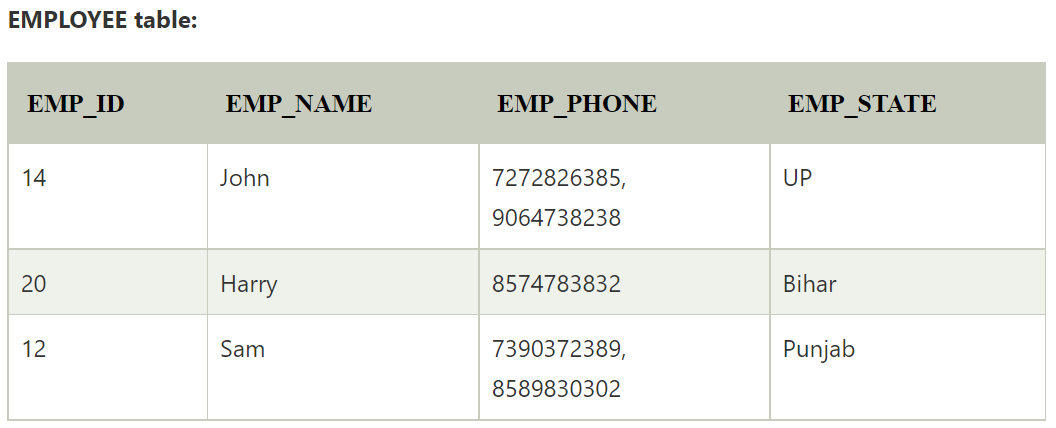 EMPLOYEE table:
EMP_ID EMP_NAME EMP_PHONE EMP_STATE
14 John 7272826385, UP
9064738238
20 Harry 8574783832 Bihar
12 Sam 7390372389, Punjab
8589830302